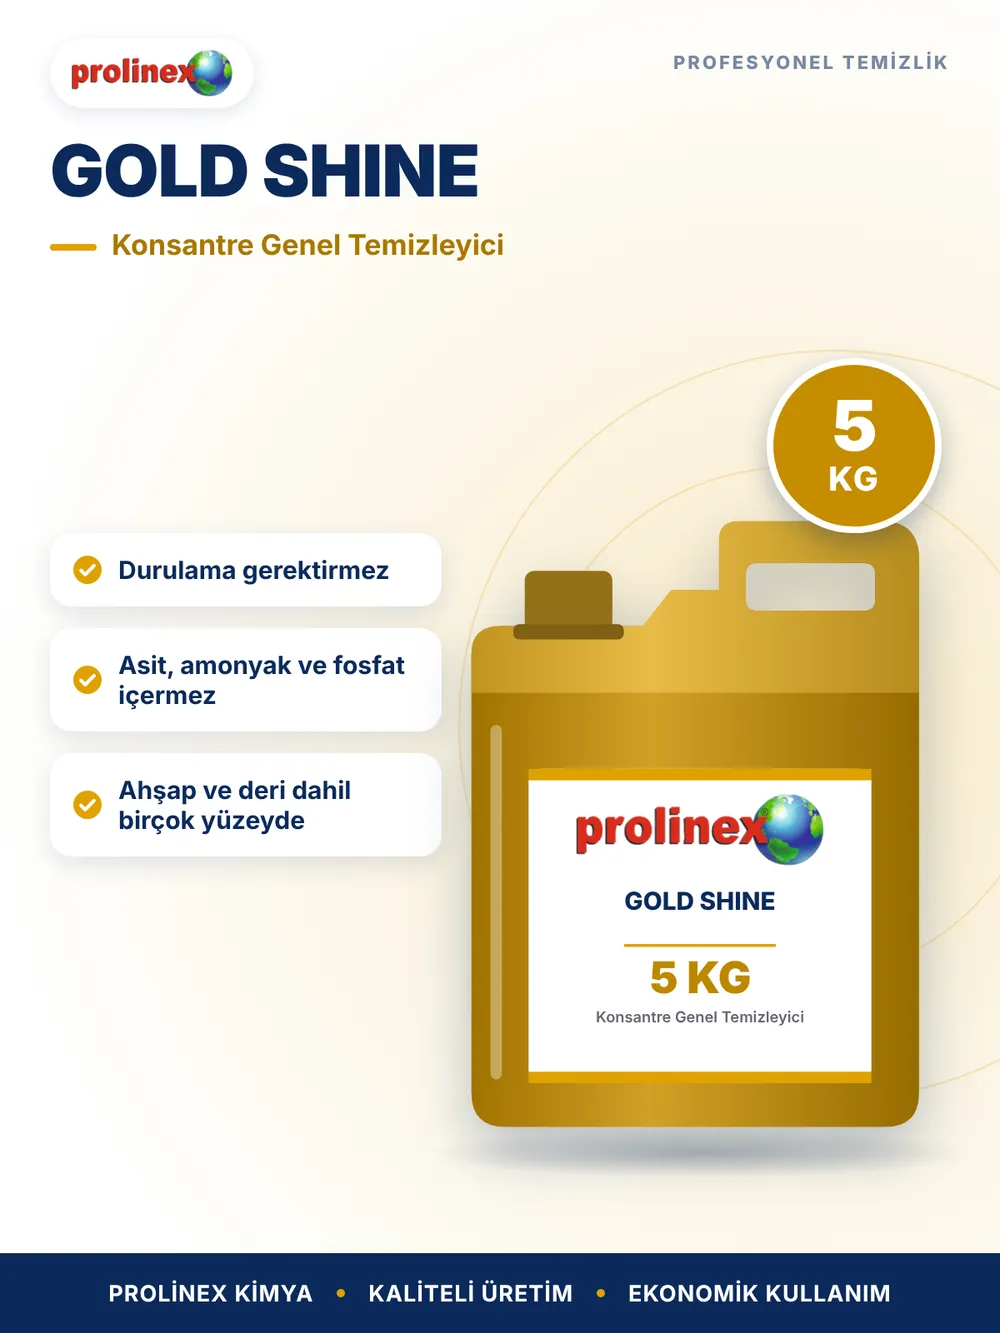 prolinex
PROFESYONEL TEMİZLİK
GOLD SHINE
Konsantre Genel Temizleyici
5
KG
Durulama gerektirmez
Asit, amonyak ve fosfat
içermez
Ahşap ve deri dahil
birçok yüzeyde
prolinex®
GOLD SHINE
5 KG
Konsantre Genel Temizleyici
PROLİNEX KİMYA • KALİTELİ ÜRETİM • EKONOMİK KULLANIM